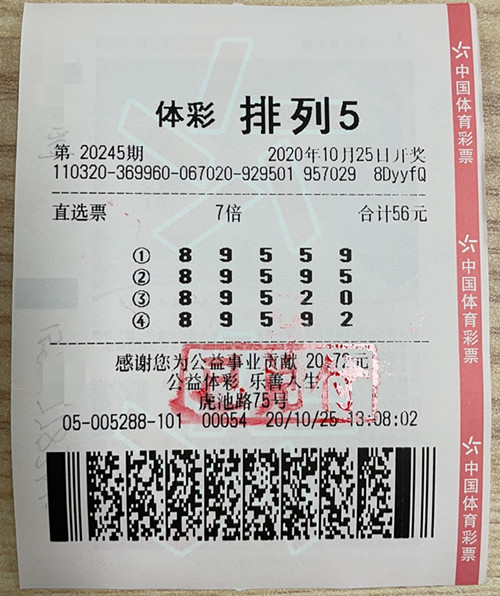 体彩 排列5
第 20245期 2020年10月25日开奖
110320-369960-067020-929501 957029 8DyyfQ
直选票 7倍 合计56元
① 8 9 5 5 9
② 8 9 5 9 5
③ 8 9 5 2 0
④ 8 9 5 9 2
感谢您为公益事业贡献 20.72元
公益体彩 乐善人生
虎池路75号
05-005288-101 00054 20/10/25 13:08:02
中国体育彩票
中国体育彩票
中国体育彩票